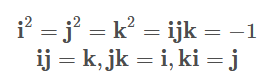 i² = j² = k² = ijk = −1
ij = k, jk = i, ki = j